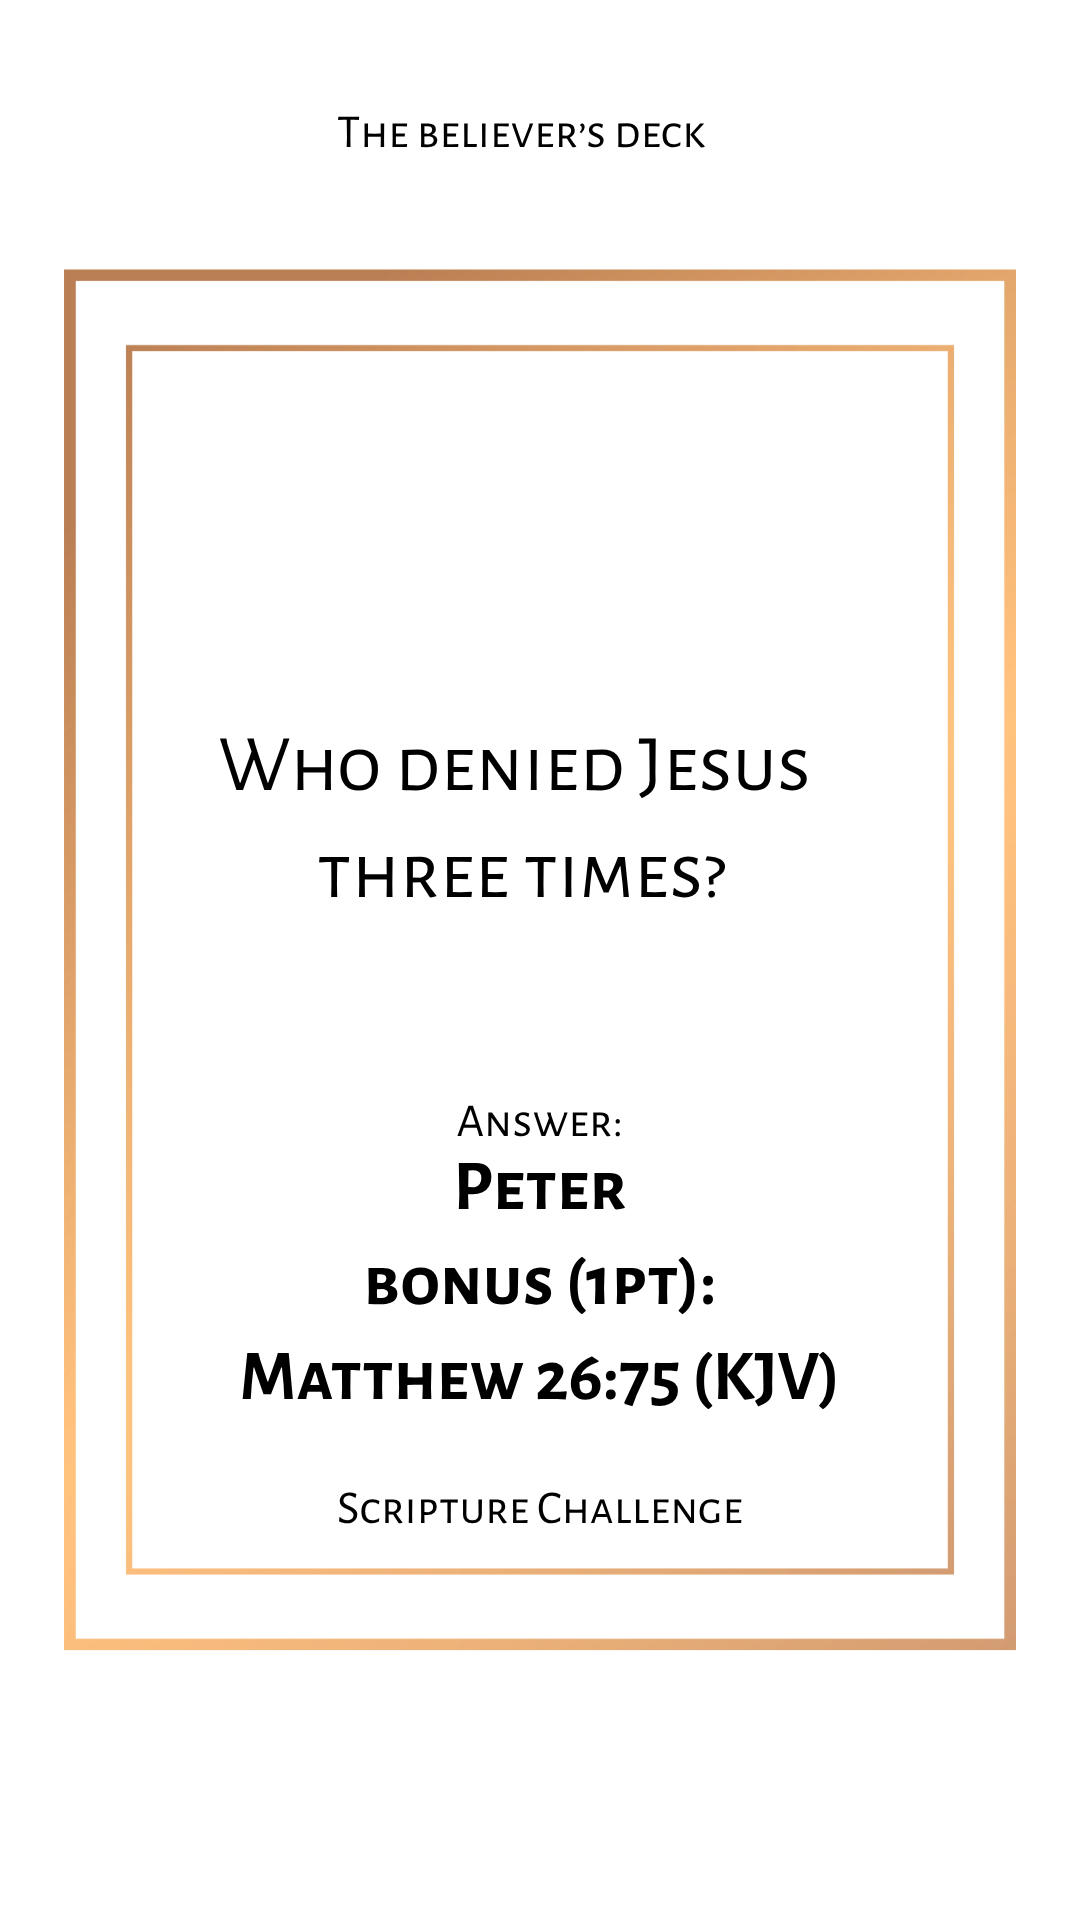 The believer’s deck
Who denied Jesus
three times?
Answer:
Peter
bonus (1pt):
Matthew 26:75 (KJV)
Scripture Challenge